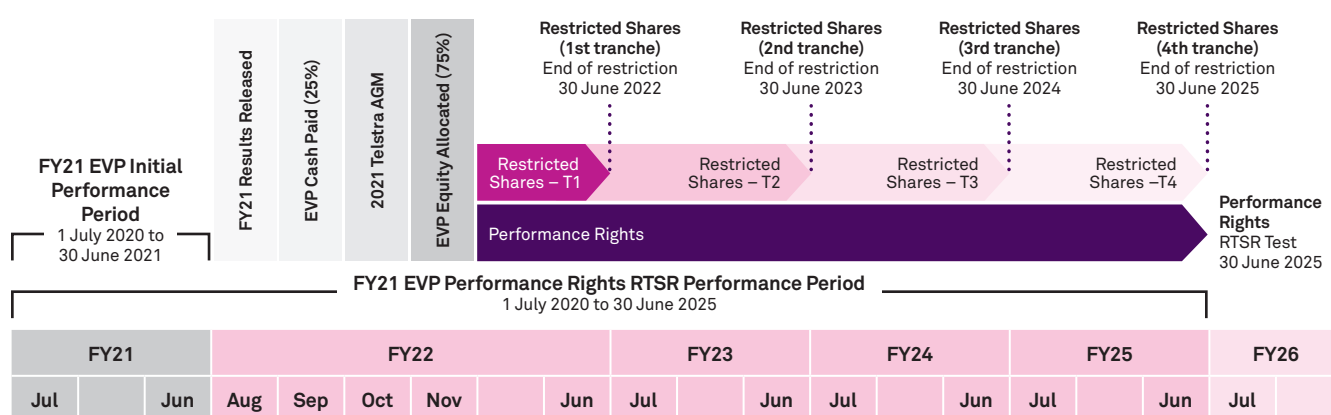 FY21 EVP Initial
Performance
Period
1 July 2020 to
30 June 2021
FY21 Results Released
EVP Cash Paid (25%)
2021 Telstra AGM
EVP Equity Allocated (75%)
Restricted Shares
(1st tranche)
End of restriction
30 June 2022
Restricted Shares
(2nd tranche)
End of restriction
30 June 2023
Restricted Shares
(3rd tranche)
End of restriction
30 June 2024
Restricted Shares
(4th tranche)
End of restriction
30 June 2025
Restricted
Shares – T1
Restricted
Shares – T2
Restricted
Shares – T3
Restricted
Shares –T4
Performance Rights
Performance
Rights
RTSR Test
30 June 2025
FY21 EVP Performance Rights RTSR Performance Period
1 July 2020 to 30 June 2025
FY21 FY22 FY23 FY24 FY25 FY26
Jul Jun Aug Sep Oct Nov Jun Jul Jun Jul Jun Jul Jun Jul